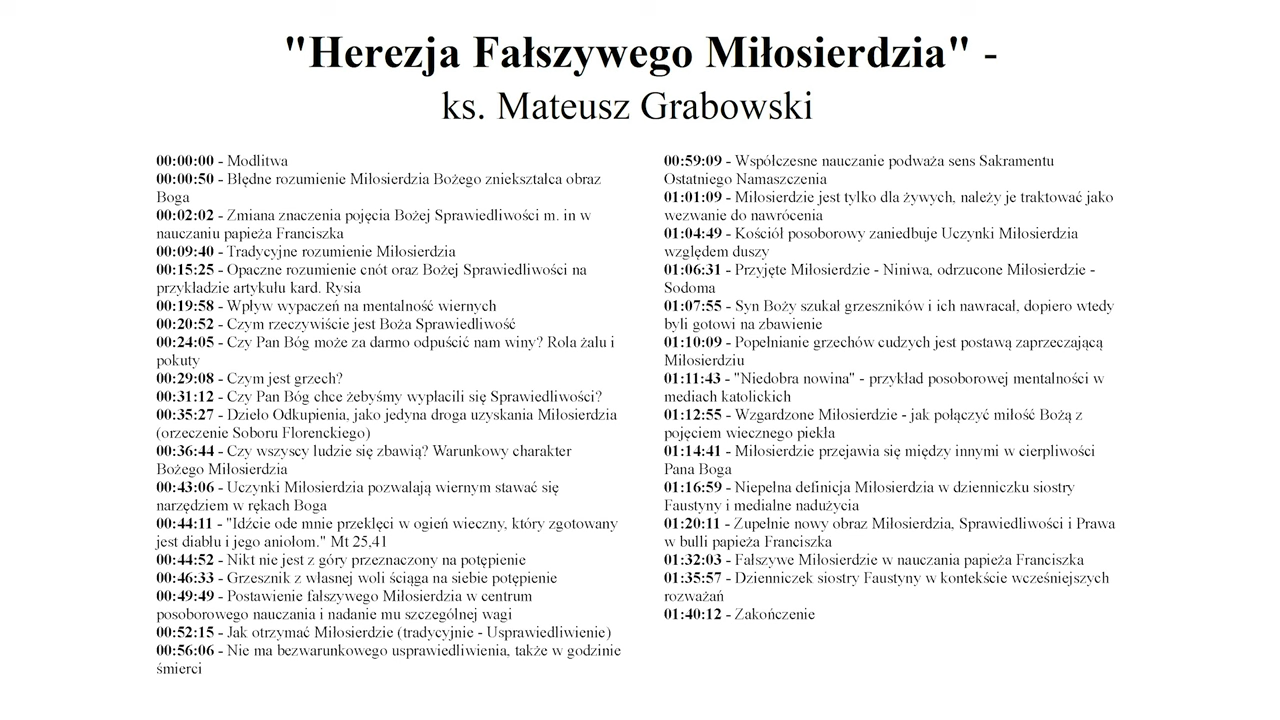 "Herezja Fałszywego Miłosierdzia" -
ks. Mateusz Grabowski
00:00:00 - Modlitwa
00:00:50 - Błędne rozumienie Miłosierdzia Bożego zniekształca obraz
Boga
00:02:02 - Zmiana znaczenia pojęcia Bożej Sprawiedliwości m. in w
nauczaniu papieża Franciszka
00:09:40 - Tradycyjne rozumienie Miłosierdzia
00:15:25 - Opaczne rozumienie cnót oraz Bożej Sprawiedliwości na
przykładzie artykułu kard. Rysia
00:19:58 - Wpływ wypaczeń na mentalność wiernych
00:20:52 - Czym rzeczywiście jest Boża Sprawiedliwość
00:24:05 - Czy Pan Bóg może za darmo odpuścić nam winy? Rola żalu i
pokuty
00:29:08 - Czym jest grzech?
00:31:12 - Czy Pan Bóg chce żebyśmy wypłacili się Sprawiedliwości?
00:35:27 - Dzieło Odkupienia, jako jedyna droga uzyskania Miłosierdzia
(orzeczenie Soboru Florenckiego)
00:36:44 - Czy wszyscy ludzie się zbawią? Warunkowy charakter
Bożego Miłosierdzia
00:43:06 - Uczynki Miłosierdzia pozwalają wiernym stawać się
narzędziem w rękach Boga
00:44:11 - "Idźcie ode mnie przeklęci w ogień wieczny, który zgotowany
jest diabłu i jego aniołom." Mt 25,41
00:44:52 - Nikt nie jest z góry przeznaczony na potępienie
00:46:33 - Grzesznik z własnej woli ściąga na siebie potępienie
00:49:49 - Postawienie fałszywego Miłosierdzia w centrum
posoborowego nauczania i nadanie mu szczególnej wagi
00:52:15 - Jak otrzymać Miłosierdzie (tradycyjnie - Usprawiedliwienie)
00:56:06 - Nie ma bezwarunkowego usprawiedliwienia, także w godzinie
śmierci
00:59:09 - Współczesne nauczanie podważa sens Sakramentu
Ostatniego Namaszczenia
01:01:09 - Miłosierdzie jest tylko dla żywych, należy je traktować jako
wezwanie do nawrócenia
01:04:49 - Kościół posoborowy zaniedbuje Uczynki Miłosierdzia
względem duszy
01:06:31 - Przyjęte Miłosierdzie - Niniwa, odrzucone Miłosierdzie -
Sodoma
01:07:55 - Syn Boży szukał grzeszników i ich nawracał, dopiero wtedy
byli gotowi na zbawienie
01:10:09 - Popełnianie grzechów cudzych jest postawą zaprzeczającą
Miłosierdziu
01:11:43 - "Niedobra nowina" - przykład posoborowej mentalności w
mediach katolickich
01:12:55 - Wzgardzone Miłosierdzie - jak połączyć miłość Bożą z
pojęciem wiecznego piekła
01:14:41 - Miłosierdzie przejawia się między innymi w cierpliwości
Pana Boga
01:16:59 - Niepełna definicja Miłosierdzia w dzienniczku siostry
Faustyny i medialne nadużycia
01:20:11 - Zupełnie nowy obraz Miłosierdzia, Sprawiedliwości i Prawa
w bulli papieża Franciszka
01:32:03 - Fałszywe Miłosierdzie w nauczania papieża Franciszka
01:35:57 - Dzienniczek siostry Faustyny w kontekście wcześniejszych
rozważań
01:40:12 - Zakończenie